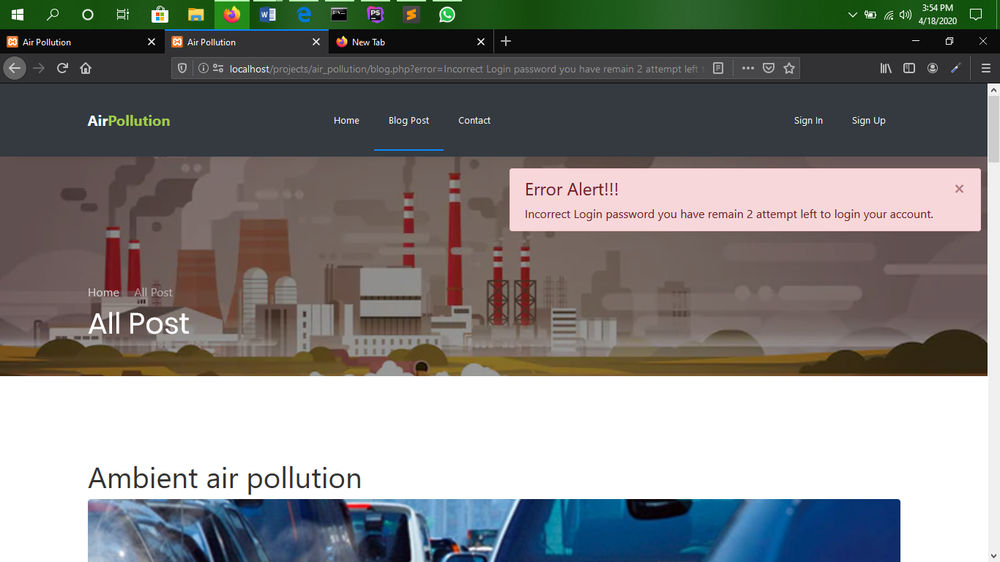 3:54 PM
4/18/2020
Air Pollution
Air Pollution
New Tab
localhost/projects/air_pollution/blog.php?error=Incorrect Login password you have remain 2 attempt left
AirPollution
Home
Blog Post
Contact
Sign In
Sign Up
Error Alert!!!
×
Incorrect Login password you have remain 2 attempt left to login your account.
Home
All Post
All Post
Ambient air pollution